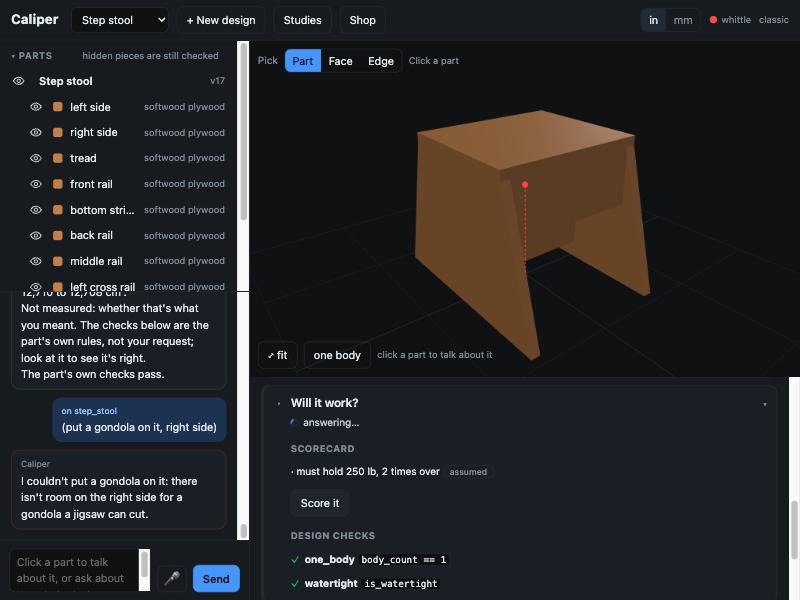 Caliper
Step stool
+ New design
Studies
Shop
in
mm
whittle
classic
PARTS
hidden pieces are still checked
Step stool
v17
left side
softwood plywood
right side
softwood plywood
tread
softwood plywood
front rail
softwood plywood
bottom stri...
softwood plywood
back rail
softwood plywood
middle rail
softwood plywood
left cross rail
softwood plywood
Not measured: whether that's what
you meant. The checks below are the
part's own rules, not your request;
look at it to see it's right.
The part's own checks pass.
on step_stool
(put a gondola on it, right side)
Caliper
I couldn't put a gondola on it: there
isn't room on the right side for a
gondola a jigsaw can cut.
Click a part to talk
about it, or ask about
Send
Pick
Part
Face
Edge
Click a part
fit
one body
click a part to talk about it
Will it work?
answering...
SCORECARD
· must hold 250 lb, 2 times over
assumed
Score it
DESIGN CHECKS
✓ one_body body_count == 1
✓ watertight is_watertight